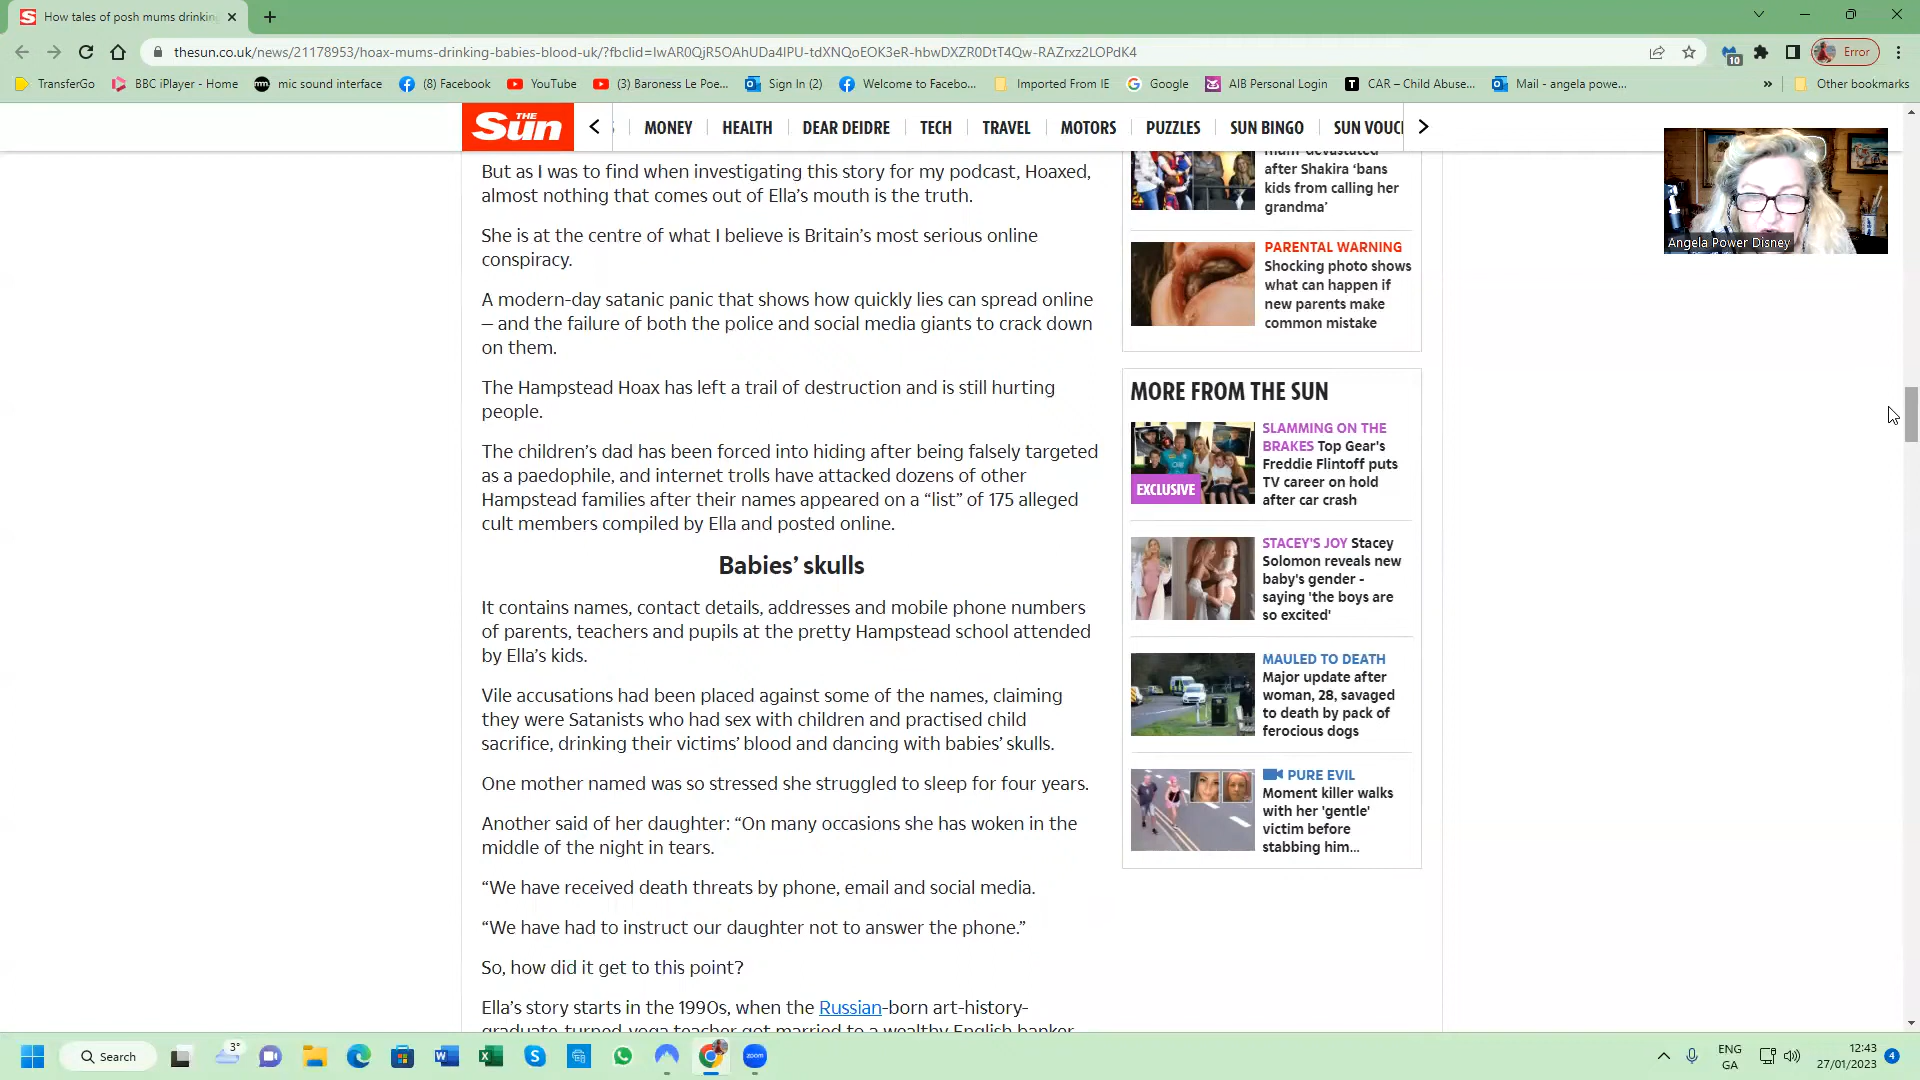 How tales of posh mums drinking
thesun.co.uk/news/21178953/hoax-mums-drinking-babies-blood-uk/?fbclid=IwAR0QjR5OAhUDa4IPU-tdXNQoEOK3eR-hbwDXZR0DtT4Qw-RAZrxz2LOPdK4
10
Error
TransferGo
BBC iPlayer - Home
mic sound interface
(8) Facebook
YouTube
(3) Baroness Le Poe...
Sign In (2)
Welcome to Facebo...
Imported From IE
Google
AIB Personal Login
CAR – Child Abuse...
Mail - angela powe...
»
Other bookmarks
THE
Sun
MONEY
HEALTH
DEAR DEIDRE
TECH
TRAVEL
MOTORS
PUZZLES
SUN BINGO
SUN VOUC
But as I was to find when investigating this story for my podcast, Hoaxed,
almost nothing that comes out of Ella’s mouth is the truth.
She is at the centre of what I believe is Britain’s most serious online
conspiracy.
A modern-day satanic panic that shows how quickly lies can spread online
– and the failure of both the police and social media giants to crack down
on them.
The Hampstead Hoax has left a trail of destruction and is still hurting
people.
The children’s dad has been forced into hiding after being falsely targeted
as a paedophile, and internet trolls have attacked dozens of other
Hampstead families after their names appeared on a “list” of 175 alleged
cult members compiled by Ella and posted online.
Babies’ skulls
It contains names, contact details, addresses and mobile phone numbers
of parents, teachers and pupils at the pretty Hampstead school attended
by Ella’s kids.
Vile accusations had been placed against some of the names, claiming
they were Satanists who had sex with children and practised child
sacrifice, drinking their victims’ blood and dancing with babies’ skulls.
One mother named was so stressed she struggled to sleep for four years.
Another said of her daughter: “On many occasions she has woken in the
middle of the night in tears.
“We have received death threats by phone, email and social media.
“We have had to instruct our daughter not to answer the phone.”
So, how did it get to this point?
Ella’s story starts in the 1990s, when the Russian-born art-history-
graduate-turned-yoga teacher got married to a wealthy English banker
mum ‘devastated’
after Shakira ‘bans
kids from calling her
grandma’
PARENTAL WARNING
Shocking photo shows
what can happen if
new parents make
common mistake
MORE FROM THE SUN
EXCLUSIVE
SLAMMING ON THE
BRAKES Top Gear's
Freddie Flintoff puts
TV career on hold
after car crash
STACEY'S JOY Stacey
Solomon reveals new
baby's gender -
saying 'the boys are
so excited'
MAULED TO DEATH
Major update after
woman, 28, savaged
to death by pack of
ferocious dogs
PURE EVIL
Moment killer walks
with her 'gentle'
victim before
stabbing him...
Angela Power Disney
Search
3°
zoom
ENG
GA
12:43
27/01/2023
4